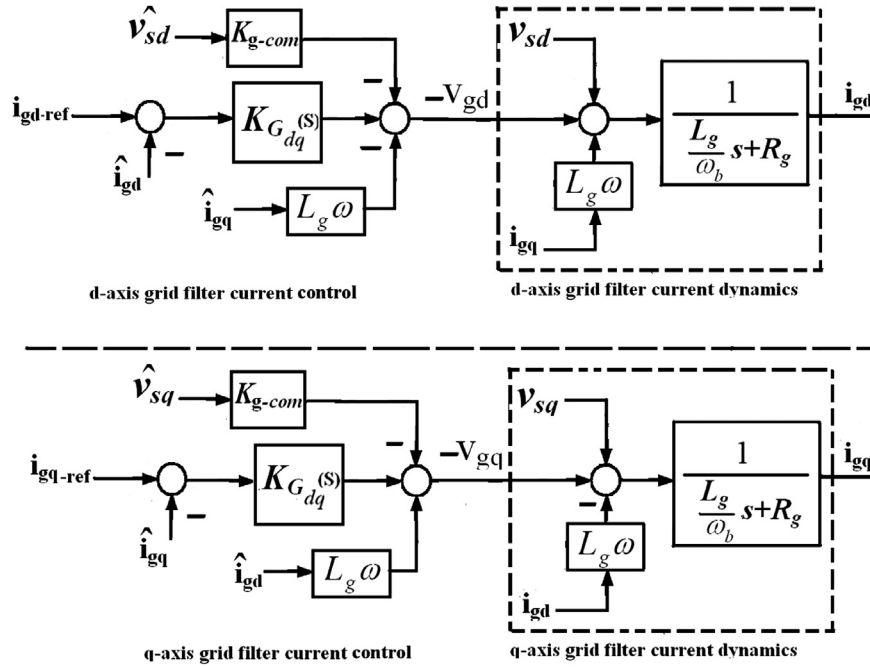 v̂sd
Kg-com
vsd
igd-ref
KGdq(S)
−Vgd
1
Lg/ωb s+Rg
igd
îgd
îgq
Lgω
Lgω
igq
d-axis grid filter current control
d-axis grid filter current dynamics
v̂sq
Kg-com
vsq
igq-ref
KGdq(S)
−Vgq
1
Lg/ωb s+Rg
igq
îgq
îgd
Lgω
Lgω
igd
q-axis grid filter current control
q-axis grid filter current dynamics